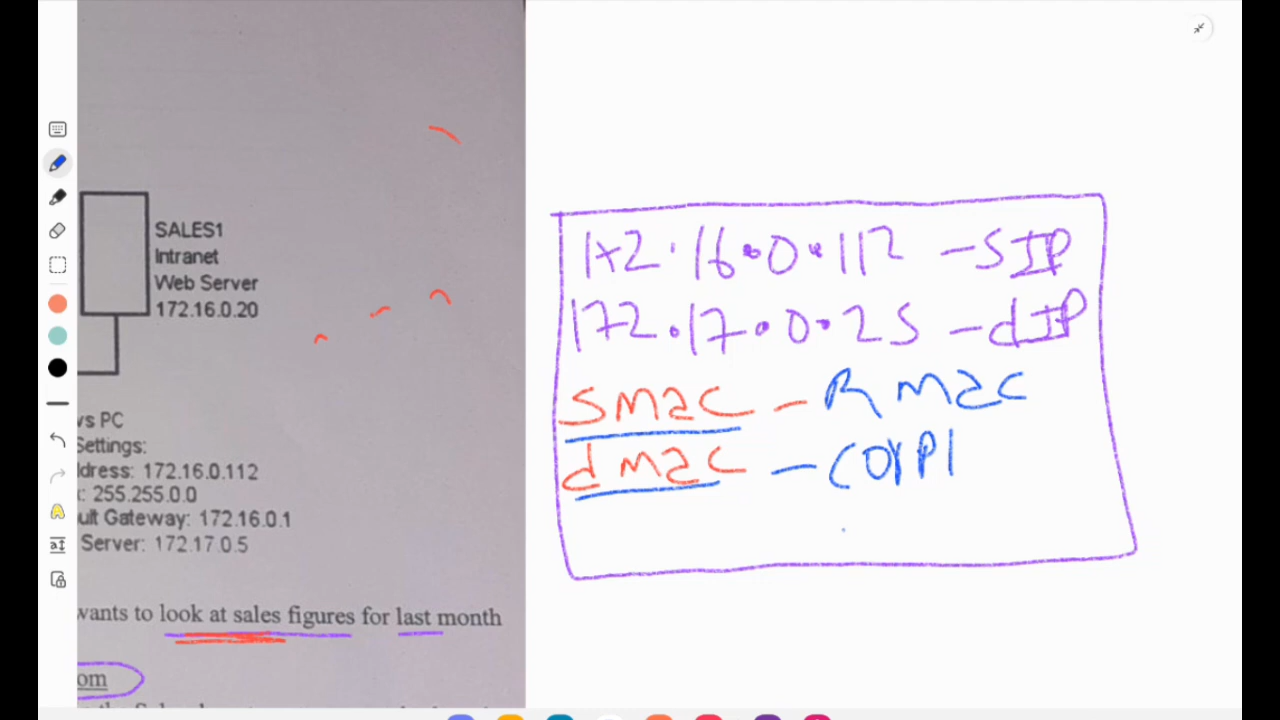 SALES1
Intranet
Web Server
172.16.0.20
vs PC
Settings:
dress: 172.16.0.112
: 255.255.0.0
ult Gateway: 172.16.0.1
Server: 172.17.0.5
wants to look at sales figures for last month
om
172.16.0.112 - SIP
172.17.0.25 - dIP
smac - R mac
dmac - corp1